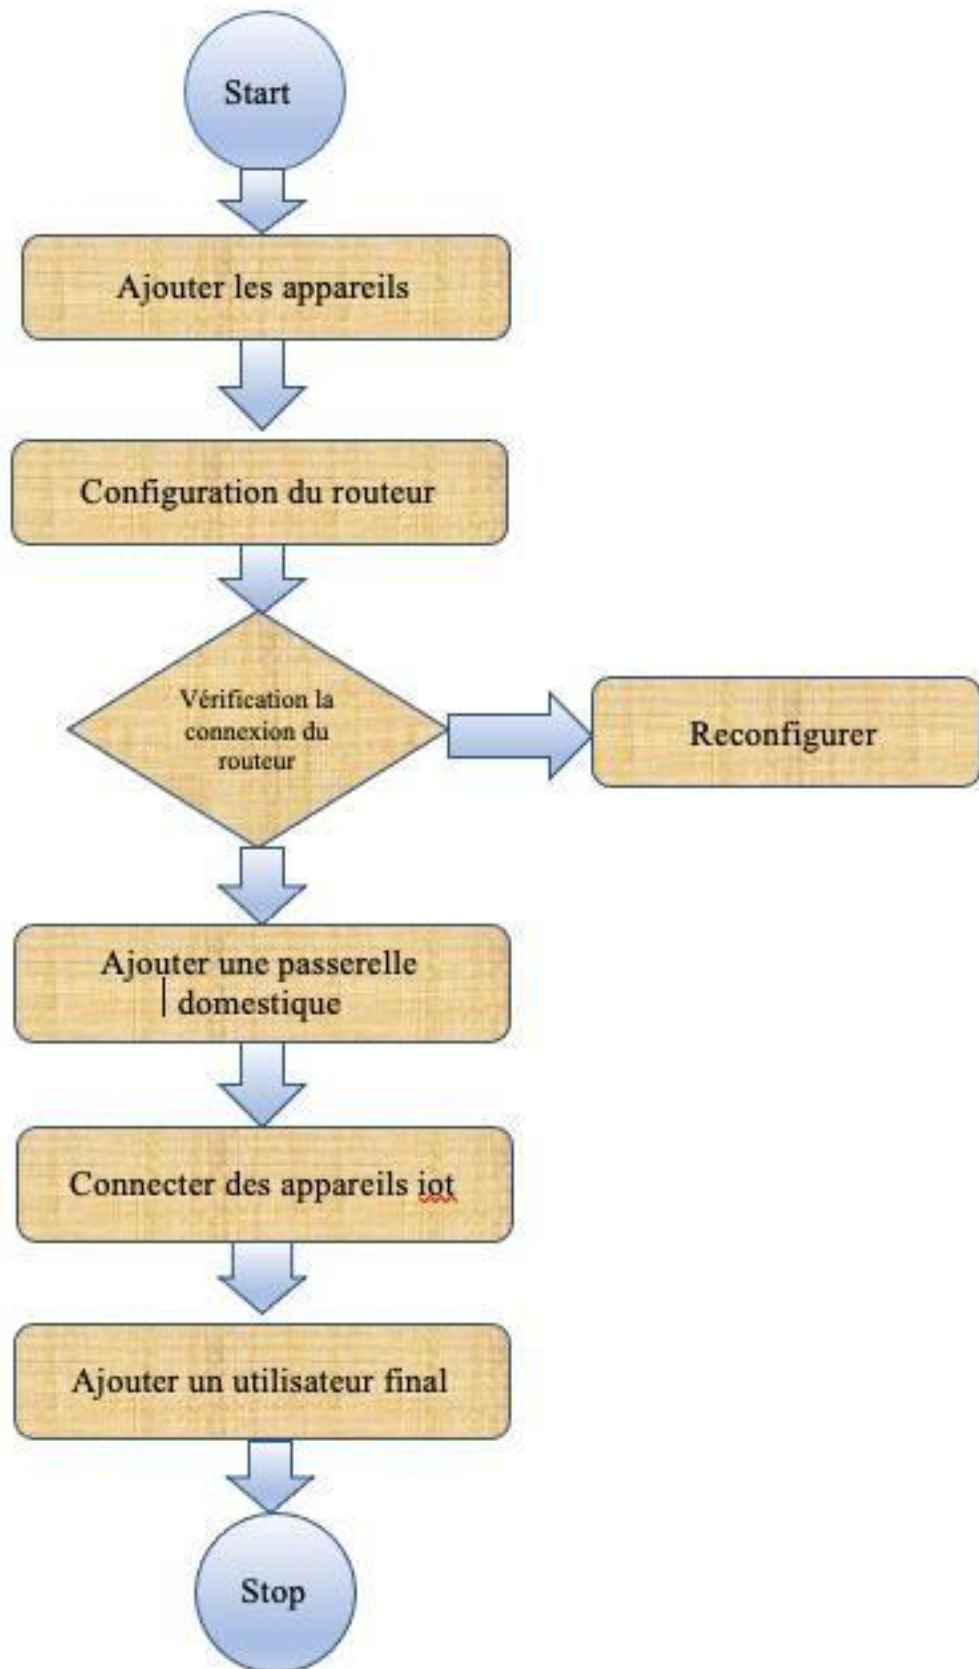 Start
Ajouter les appareils
Configuration du routeur
Vérification la
connexion du
routeur
Reconfigurer
Ajouter une passerelle
domestique
Connecter des appareils iot
Ajouter un utilisateur final
Stop